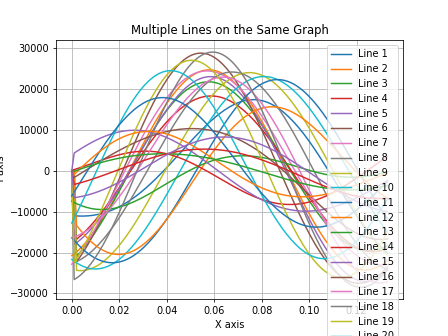 Multiple Lines on the Same Graph
30000
20000
10000
0
−10000
−20000
−30000
0.00
0.02
0.04
0.06
0.08
0.10
X axis
Line 1
Line 2
Line 3
Line 4
Line 5
Line 6
Line 7
Line 8
Line 9
Line 10
Line 11
Line 12
Line 13
Line 14
Line 15
Line 16
Line 17
Line 18
Line 19
Line 20